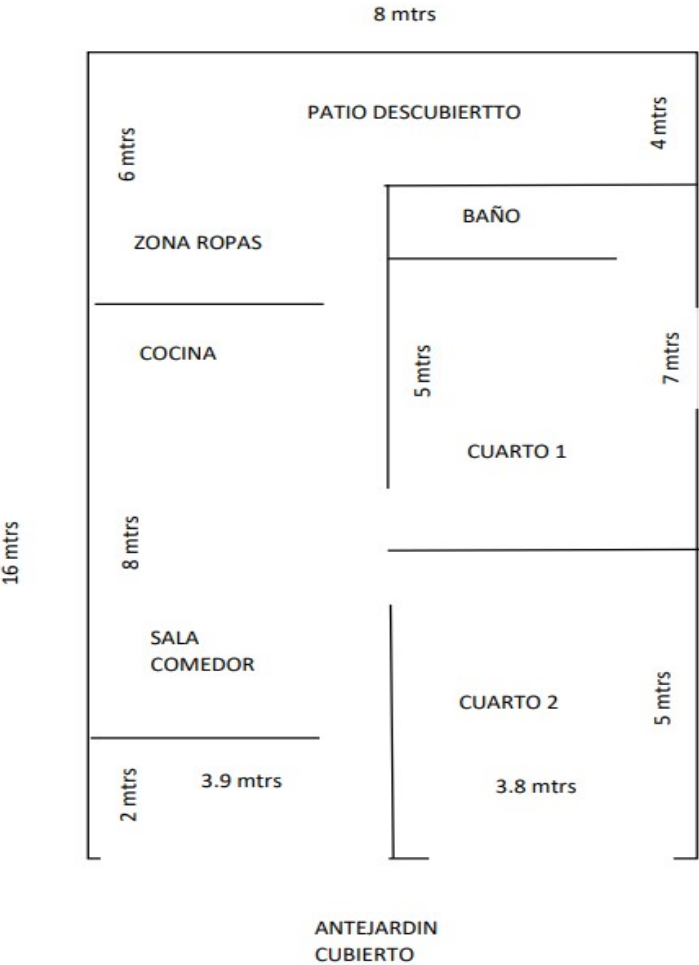 8 mtrs
PATIO DESCUBIERTTO
4 mtrs
6 mtrs
BAÑO
ZONA ROPAS
COCINA
5 mtrs
7 mtrs
CUARTO 1
16 mtrs
8 mtrs
SALA
COMEDOR
CUARTO 2
5 mtrs
2 mtrs
3.9 mtrs
3.8 mtrs
ANTEJARDIN
CUBIERTO